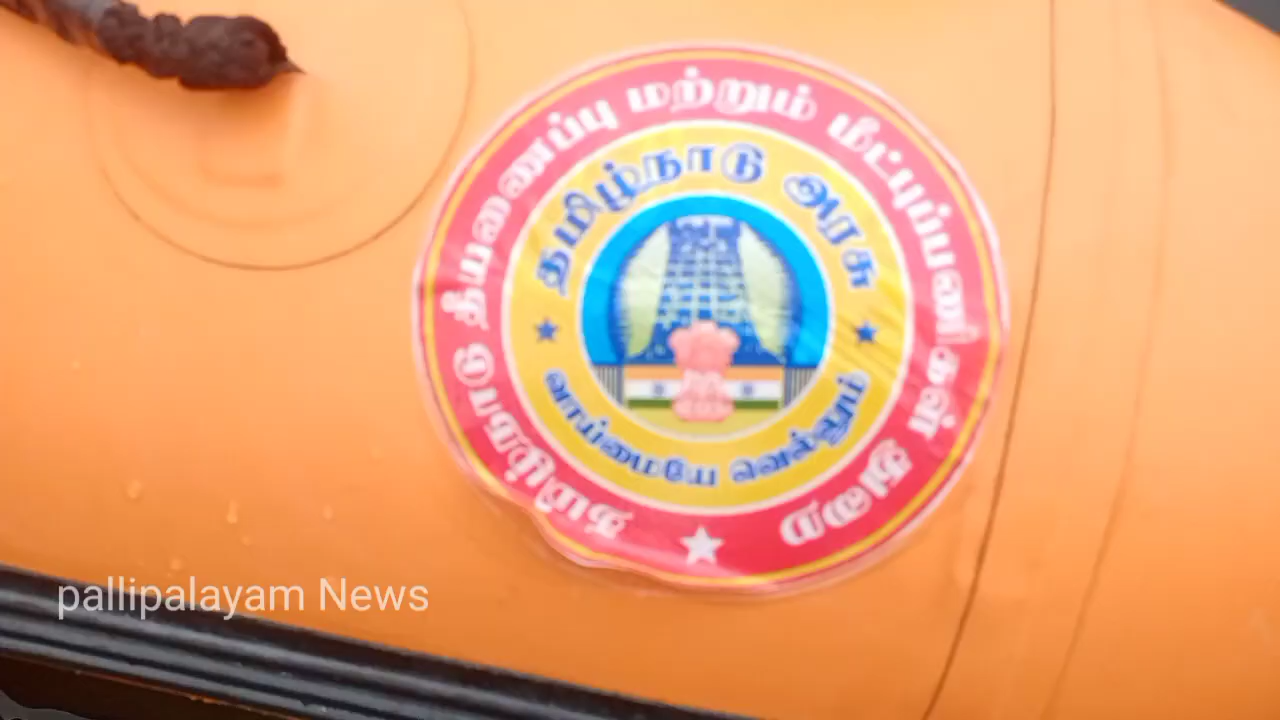 தமிழ்நாடு தீயணைப்பு மற்றும் மீட்புப்பணிகள் துறை
தமிழ்நாடு அரசு
வாய்மையே வெல்லும்
pallipalayam News